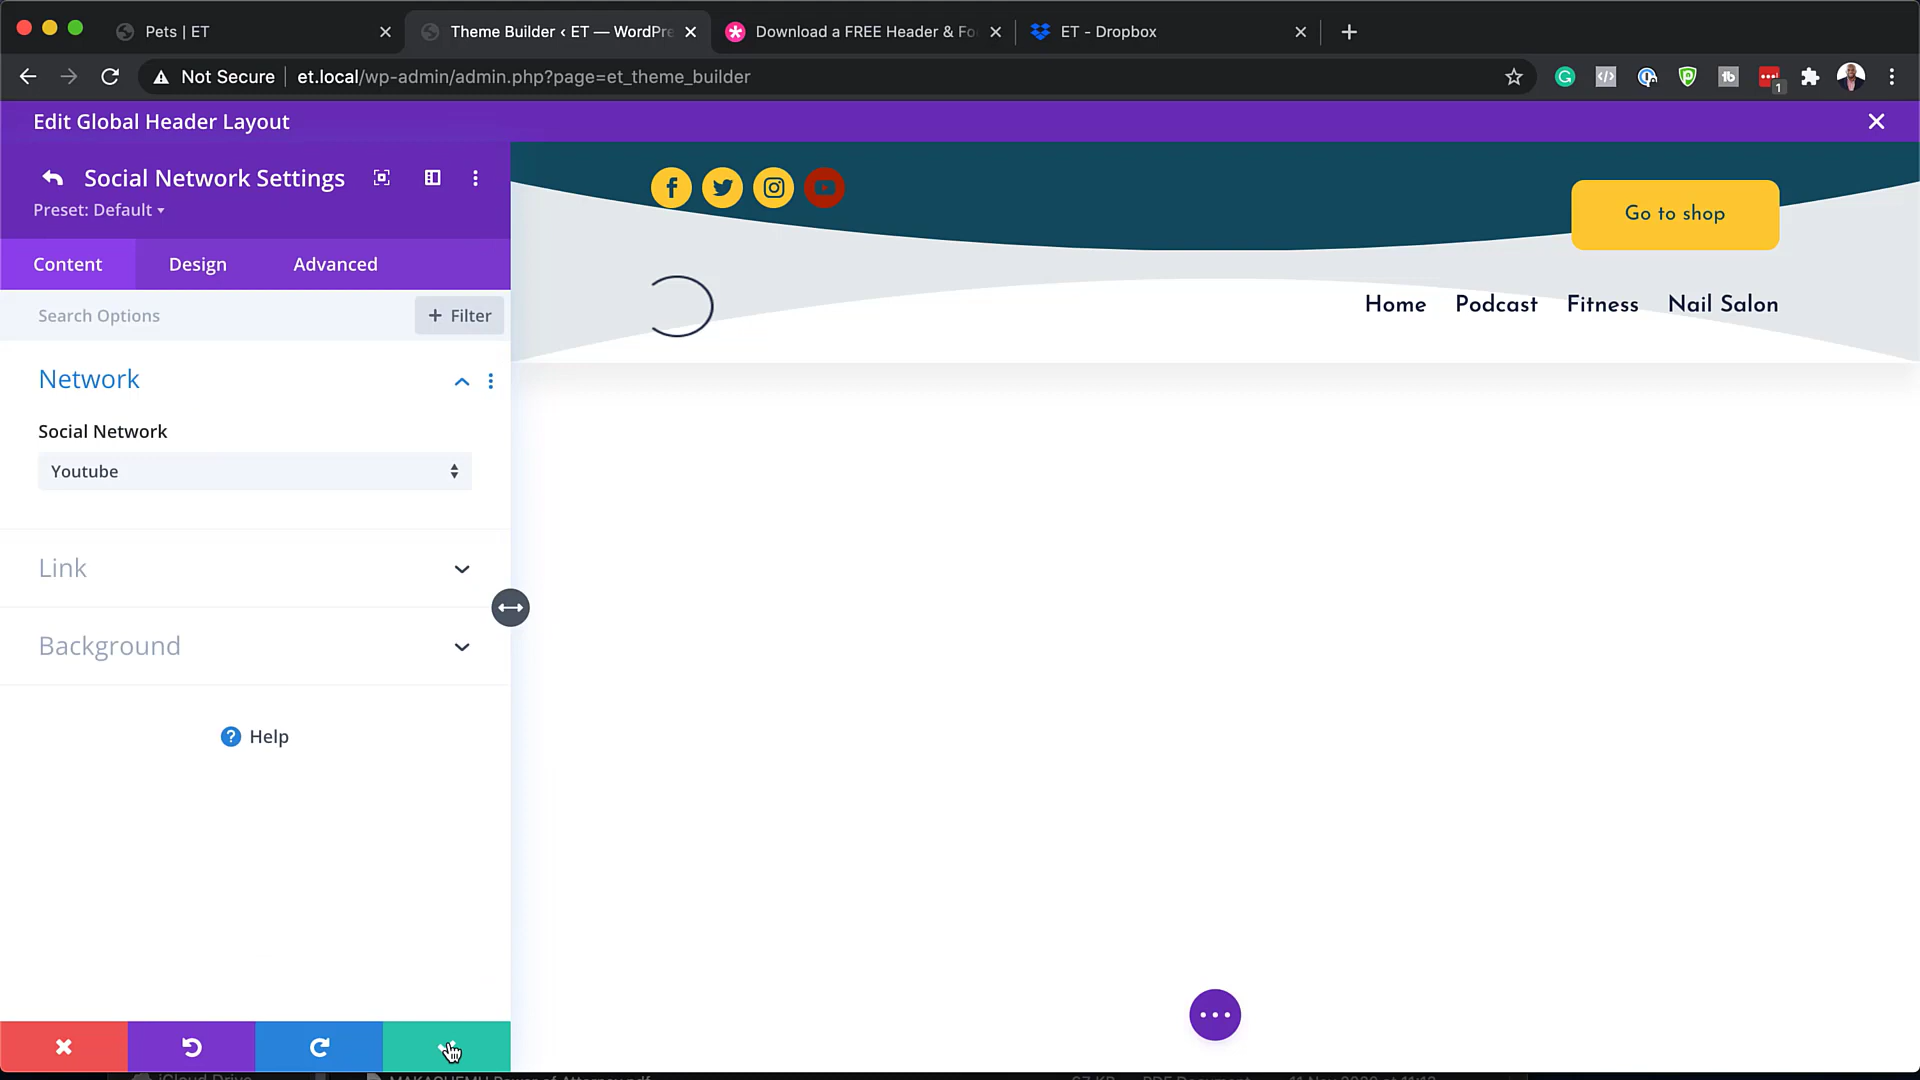 Pets | ET
Theme Builder ‹ ET — WordPre
Download a FREE Header & Fo
ET - Dropbox
Not Secure
et.local/wp-admin/admin.php?page=et_theme_builder
1
Edit Global Header Layout
Social Network Settings
Preset: Default
Content
Design
Advanced
Search Options
+ Filter
Network
Social Network
Youtube
Link
Background
? Help
Go to shop
Home
Podcast
Fitness
Nail Salon